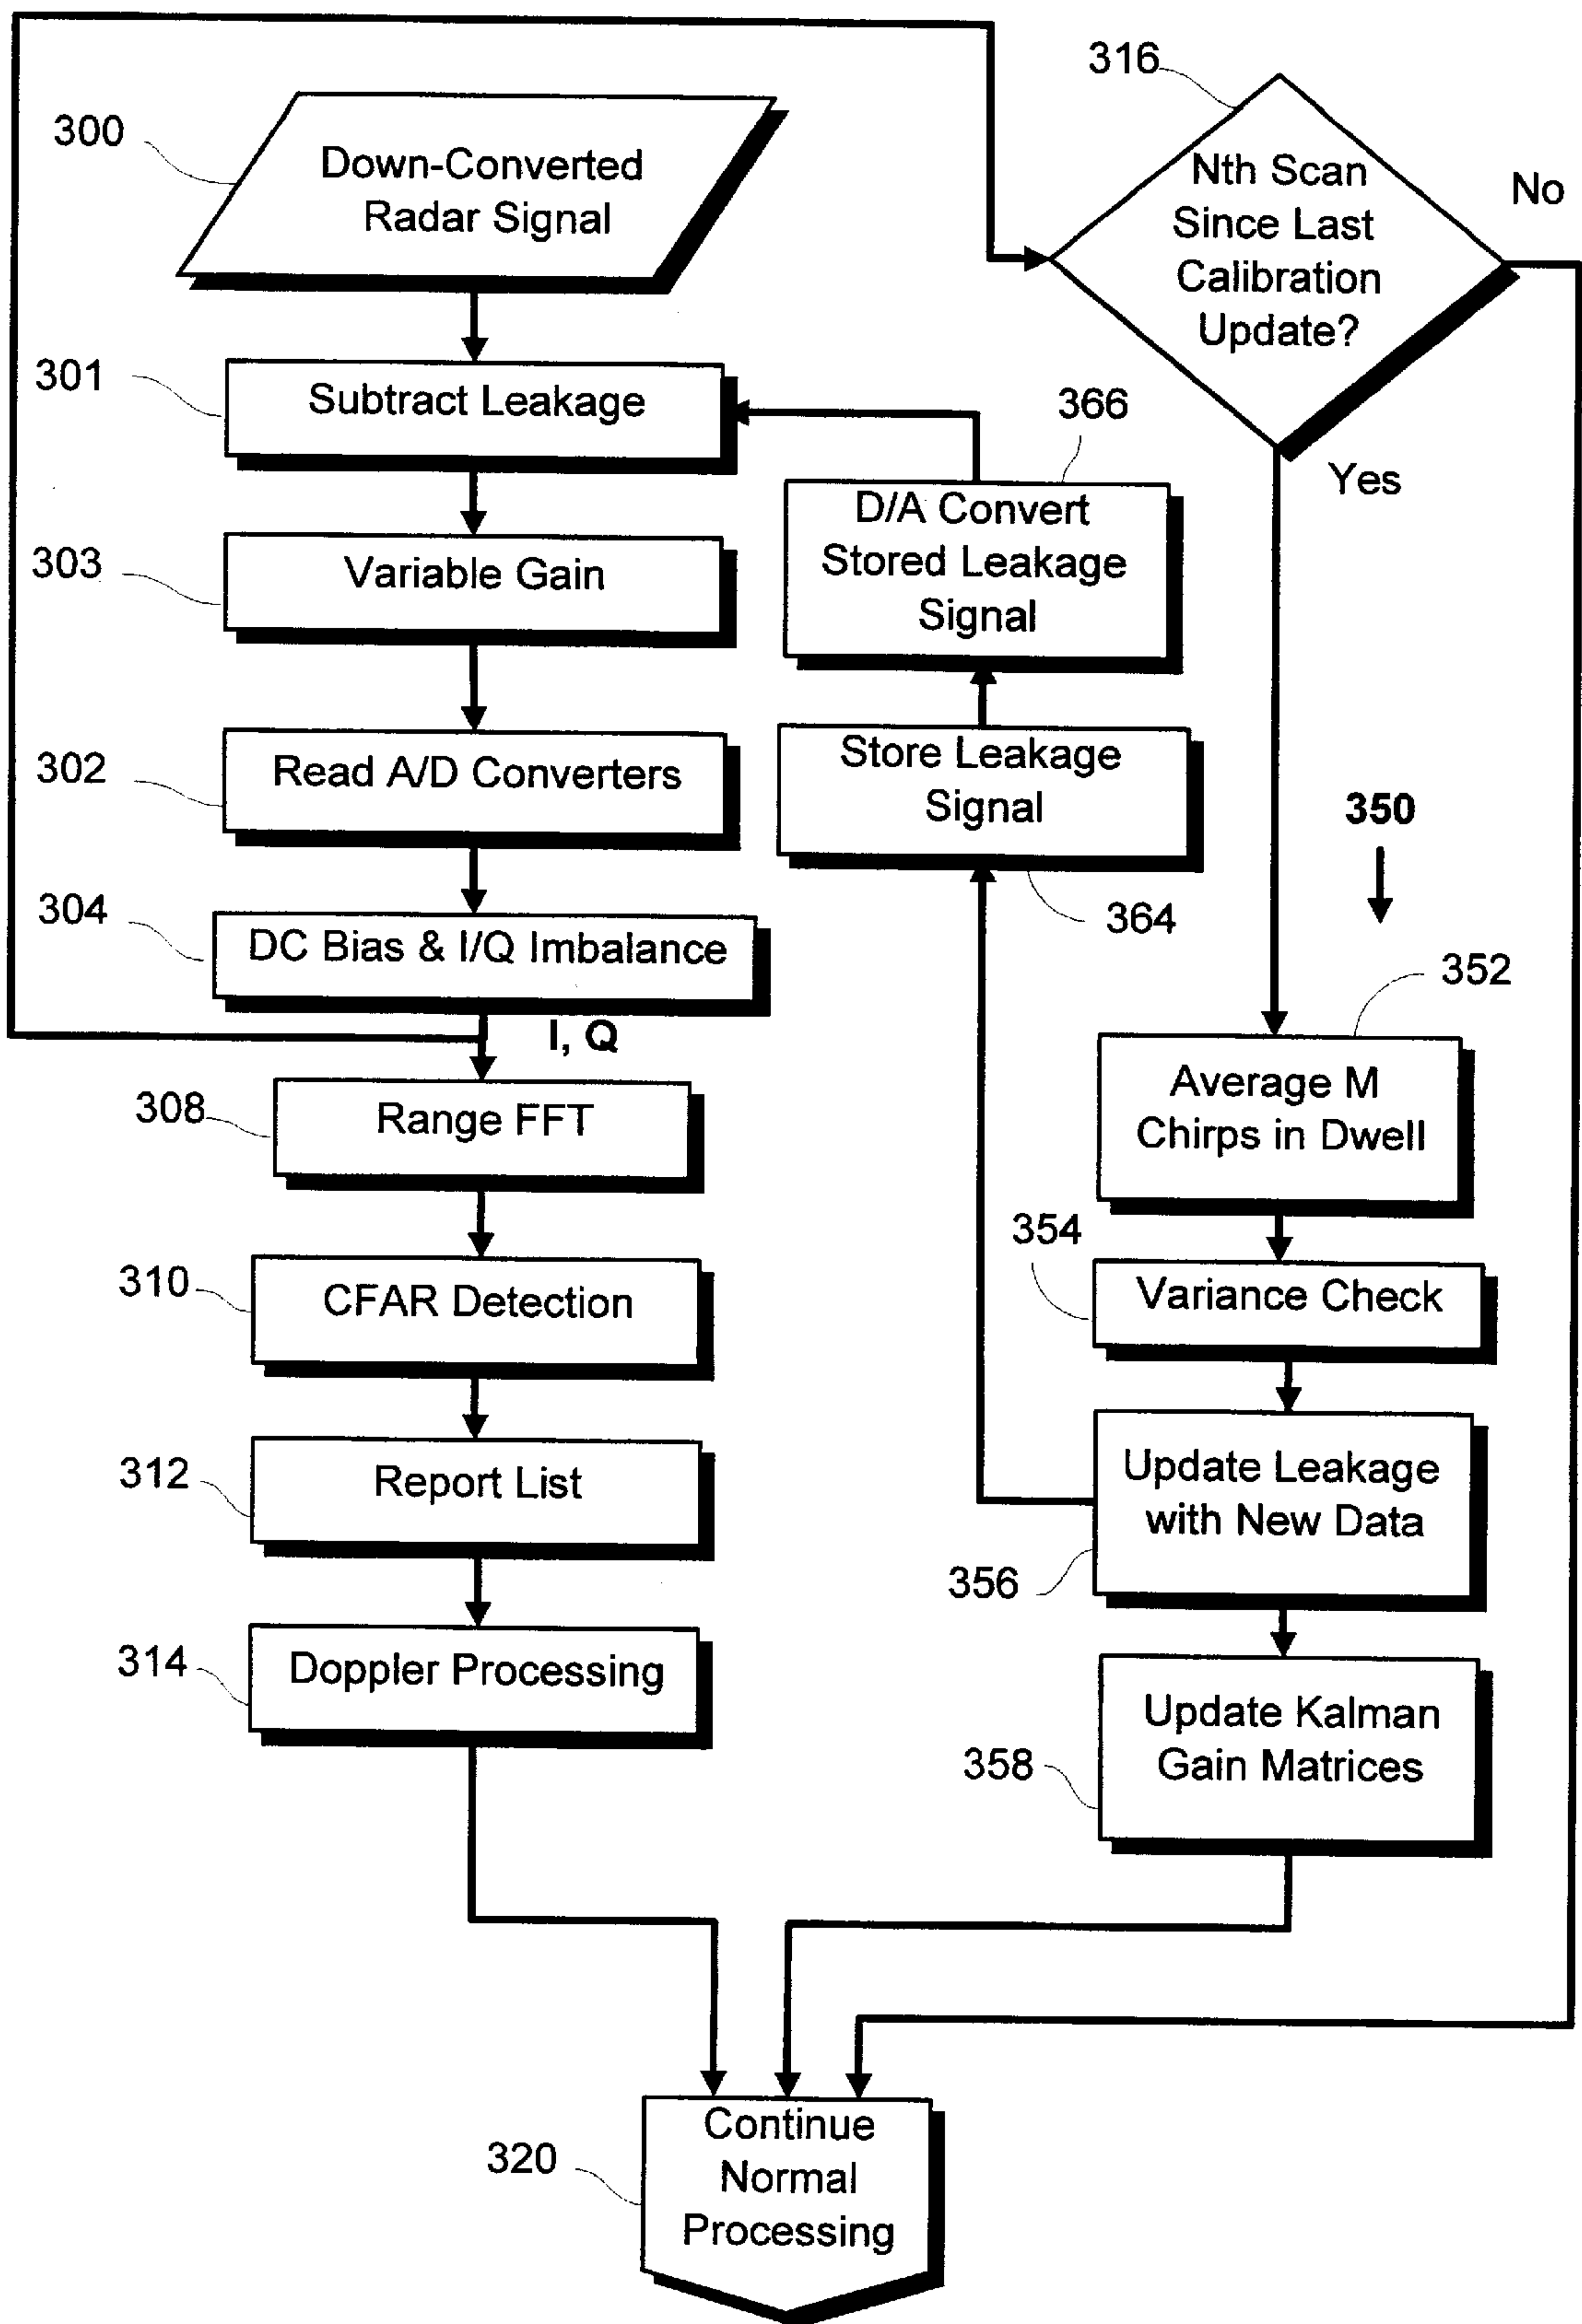 316
300
Down-Converted
Radar Signal
Nth Scan
Since Last
Calibration
Update?
No
Yes
301
Subtract Leakage
366
D/A Convert
Stored Leakage
Signal
303
Variable Gain
302
Read A/D Converters
Store Leakage
Signal
364
350
304
DC Bias & I/Q Imbalance
I, Q
352
Average M
Chirps in Dwell
308
Range FFT
354
Variance Check
310
CFAR Detection
Update Leakage
with New Data
356
312
Report List
314
Doppler Processing
Update Kalman
Gain Matrices
358
320
Continue
Normal
Processing